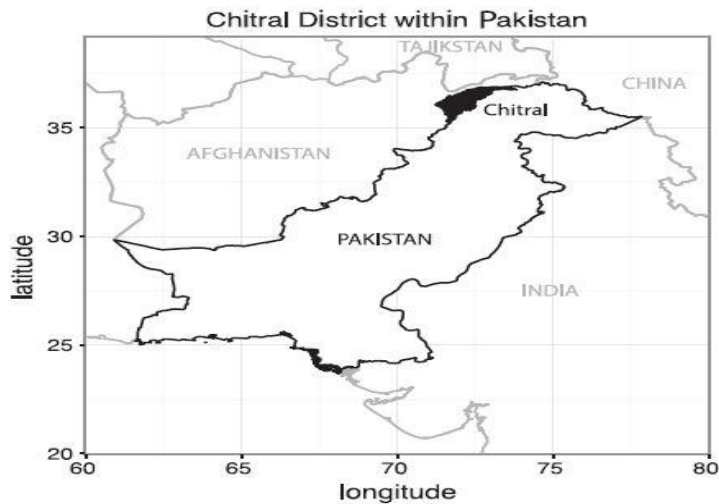 Chitral District within Pakistan
TAJIKSTAN
CHINA
Chitral
35
AFGHANISTAN
30
PAKISTAN
latitude
INDIA
25
20
60 65 70 75 80
longitude